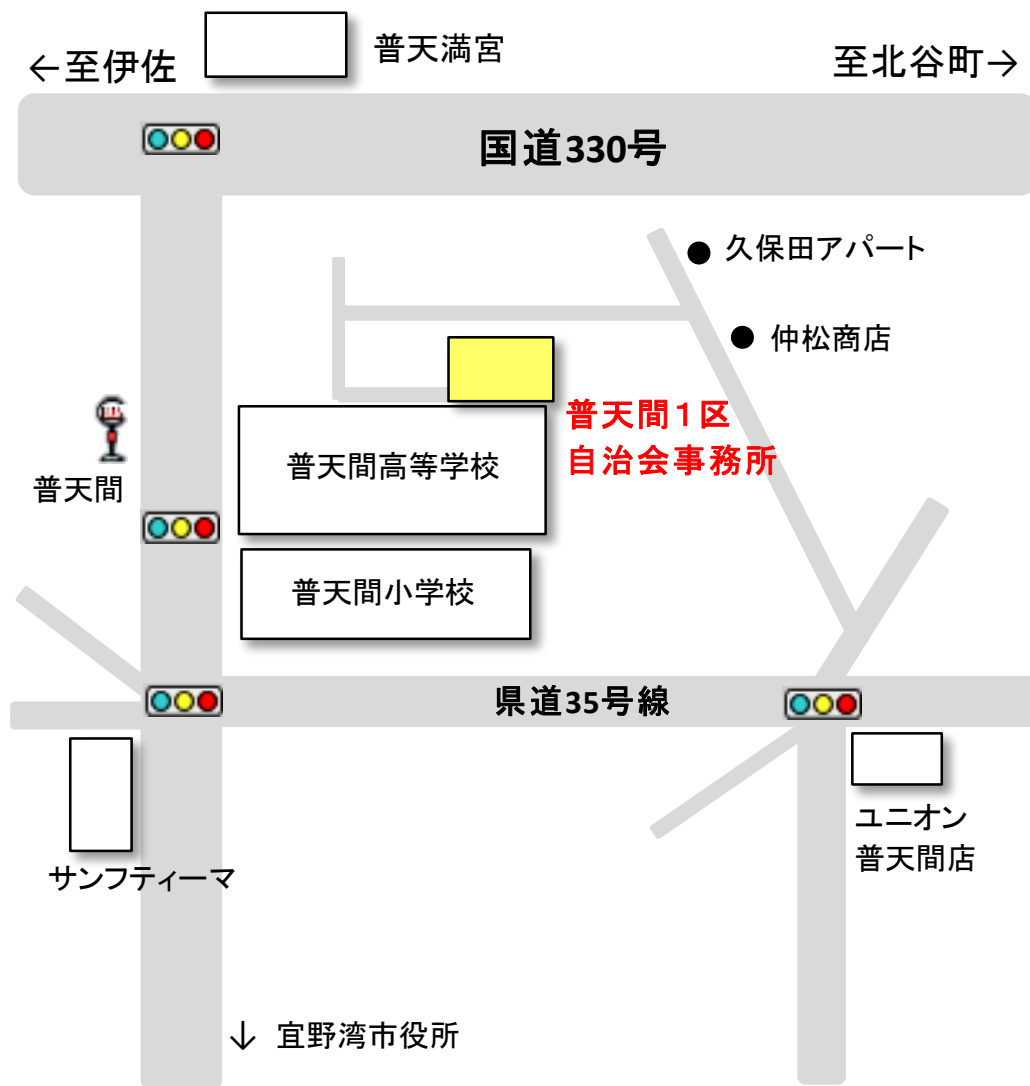 ←至伊佐
普天満宮
至北谷町→
国道330号
久保田アパート
仲松商店
普天間１区
自治会事務所
普天間高等学校
普天間
普天間小学校
県道35号線
ユニオン
普天間店
サンフティーマ
↓ 宜野湾市役所